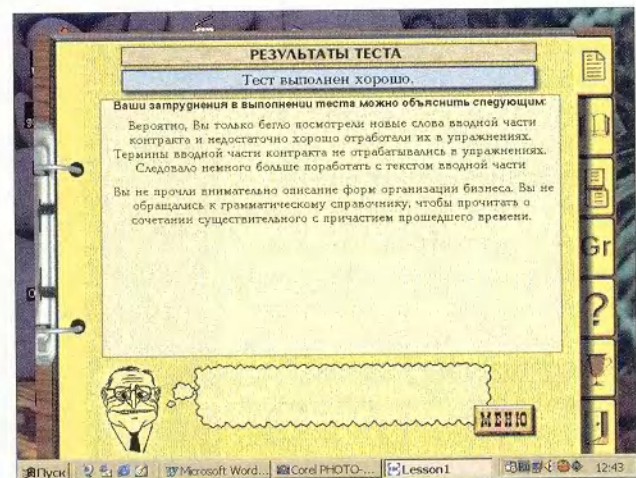 РЕЗУЛЬТАТЫ ТЕСТА
Тест выполнен хорошо.
Ваши затруднения в выполнении теста можно объяснить следующим:
Вероятно, Вы только бегло посмотрели новые слова вводной части
контракта и недостаточно хорошо отработали их в упражнениях.
Термины вводной части контракта не отрабатывались в упражнениях.
Следовало немного больше поработать с текстом вводной части
Вы не прочли внимательно описание форм организации бизнеса. Вы не
обращались к грамматическому справочнику, чтобы прочитать о
сочетании существительного с причастием прошедшего времени.
Gr
?
МЕНЮ
Пуск Microsoft Word... Corel PHOTO-... Lesson1 12:43